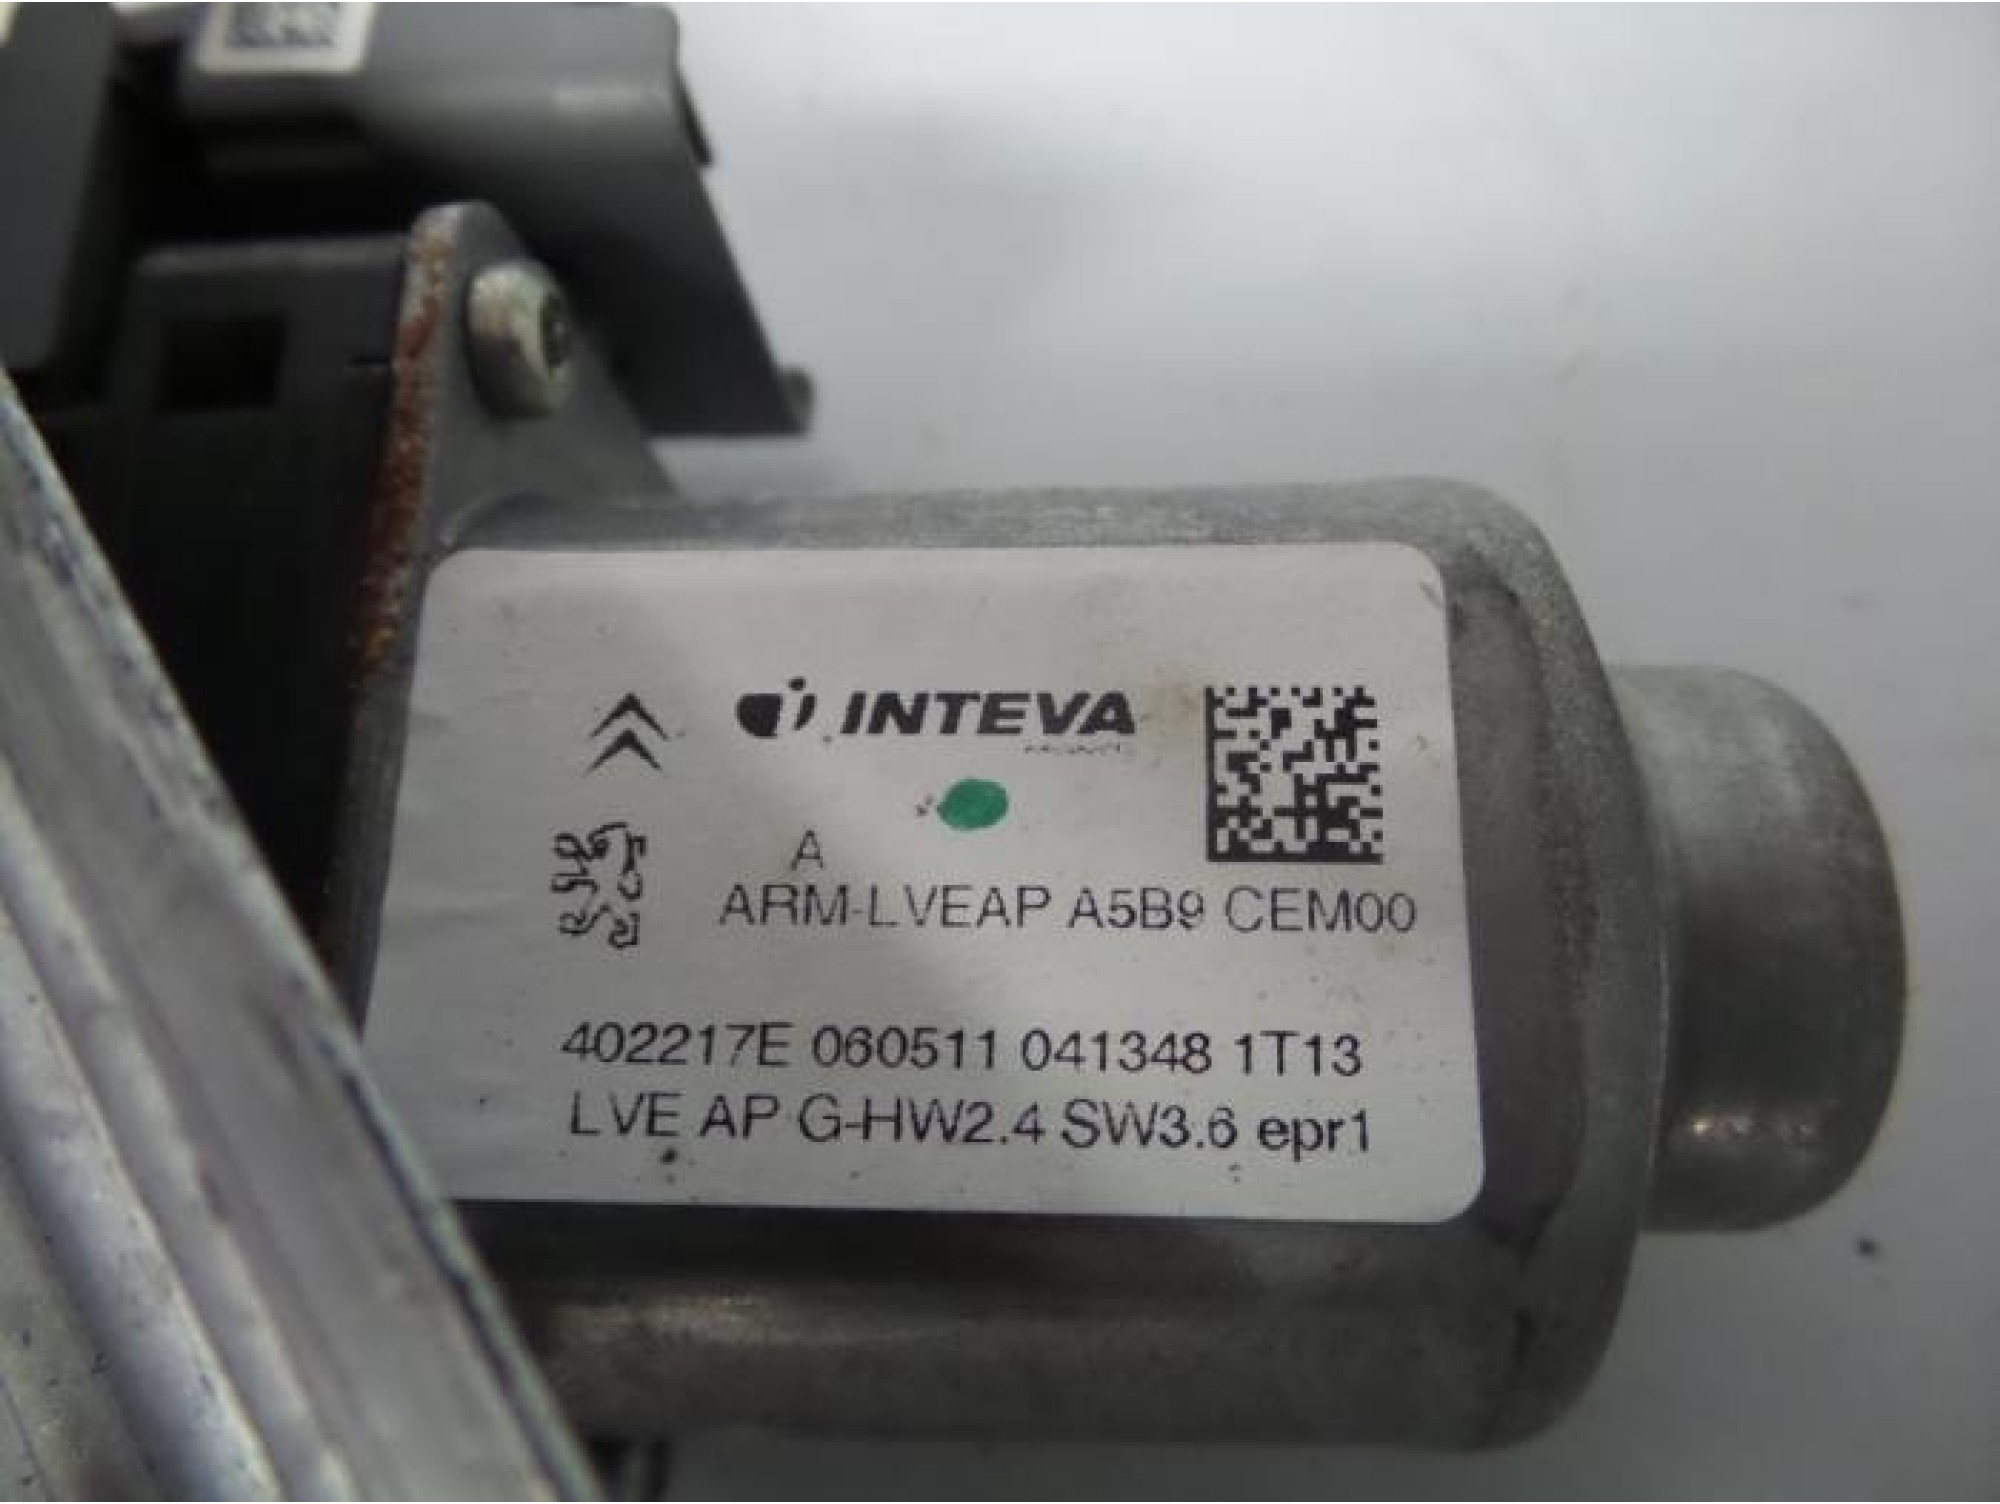 INTEVA
A
ARM-LVEAP A5B9 CEM00
402217E 060511 041348 1T13
LVE AP G-HW2.4 SW3.6 epr1